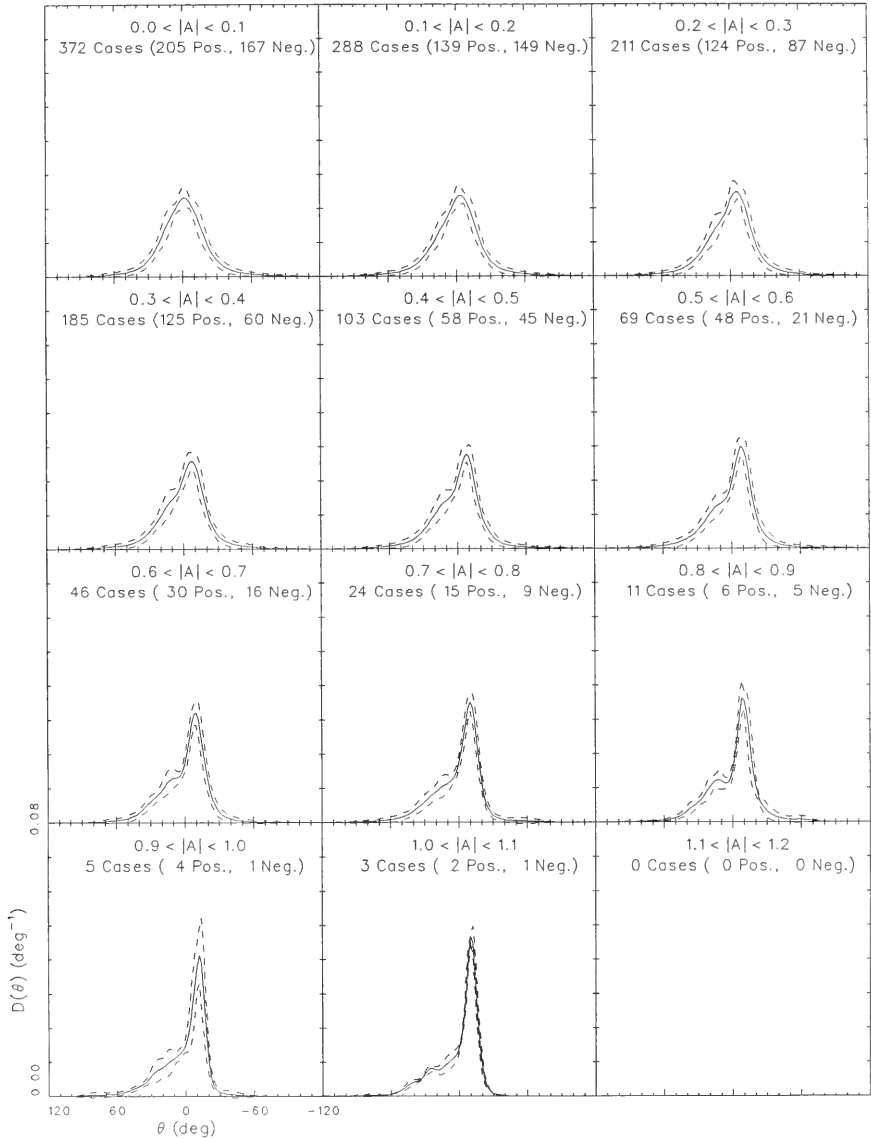 0.0 < |A| < 0.1
372 Cases (205 Pos., 167 Neg.)
0.1 < |A| < 0.2
288 Cases (139 Pos., 149 Neg.)
0.2 < |A| < 0.3
211 Cases (124 Pos., 87 Neg.)
0.3 < |A| < 0.4
185 Cases (125 Pos., 60 Neg.)
0.4 < |A| < 0.5
103 Cases ( 58 Pos., 45 Neg.)
0.5 < |A| < 0.6
69 Cases ( 48 Pos., 21 Neg.)
0.6 < |A| < 0.7
46 Cases ( 30 Pos., 16 Neg.)
0.7 < |A| < 0.8
24 Cases ( 15 Pos., 9 Neg.)
0.8 < |A| < 0.9
11 Cases ( 6 Pos., 5 Neg.)
0.9 < |A| < 1.0
5 Cases ( 4 Pos., 1 Neg.)
1.0 < |A| < 1.1
3 Cases ( 2 Pos., 1 Neg.)
1.1 < |A| < 1.2
0 Cases ( 0 Pos., 0 Neg.)
0.08
D(θ) (deg⁻¹)
0.00
120 60 0 -60 -120
θ (deg)